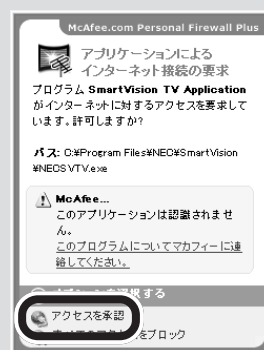 McAfee.com Personal Firewall Plus
アプリケーションによる
インターネット接続の要求
プログラム SmartVision TV Application
がインターネットに対するアクセスを要求して
います。許可しますか?
パス: C:¥Program Files¥NEC¥SmartVision
¥NECSVTV.exe
McAfee...
このアプリケーションは認識されませ
ん。
このプログラムについてマカフィーに連
絡してください。
する
アクセスを承認
をブロック